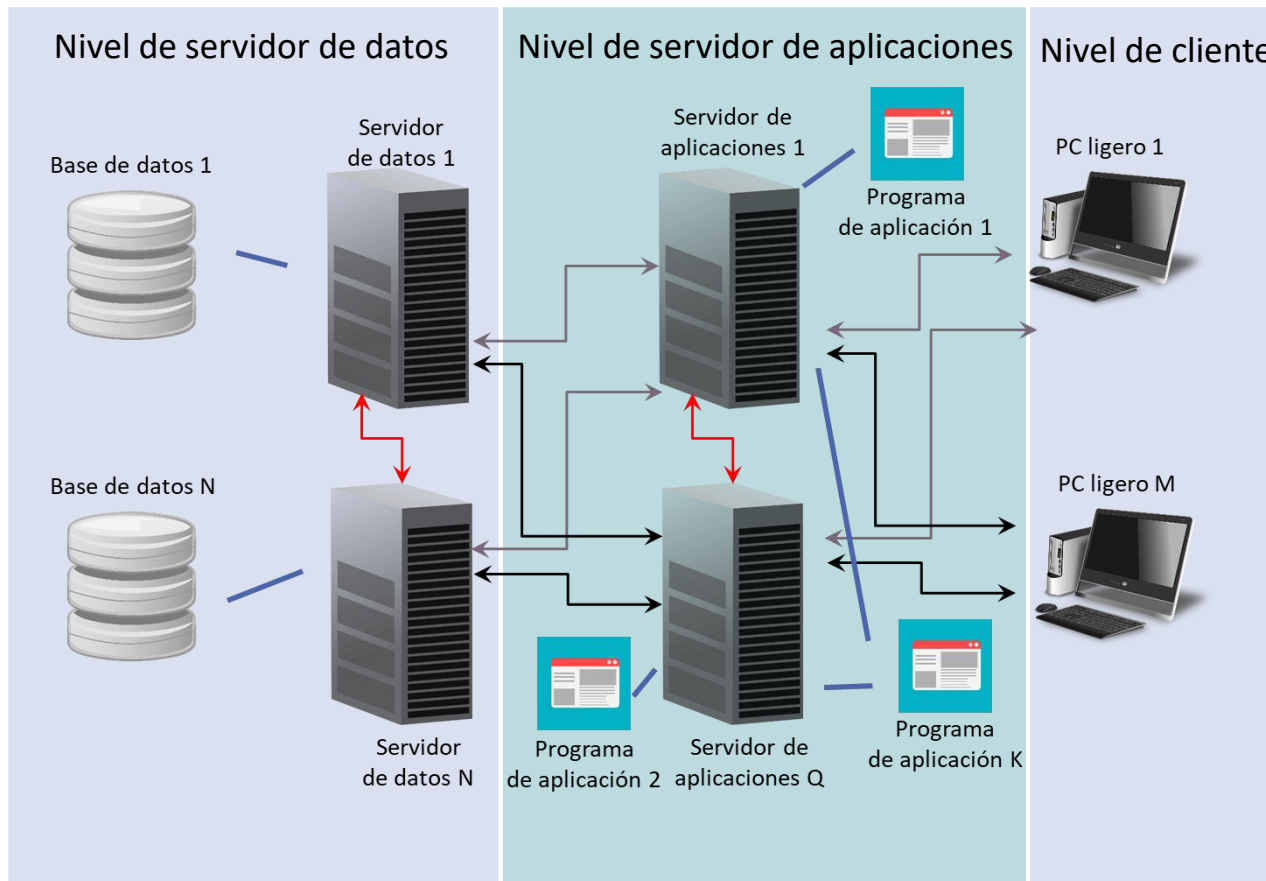 Nivel de servidor de datos
Nivel de servidor de aplicaciones
Nivel de cliente
Base de datos 1
Servidor
de datos 1
Servidor de
aplicaciones 1
Programa
de aplicación 1
PC ligero 1
Base de datos N
Servidor
de datos N
Programa
de aplicación 2
Servidor de
aplicaciones Q
Programa
de aplicación K
PC ligero M